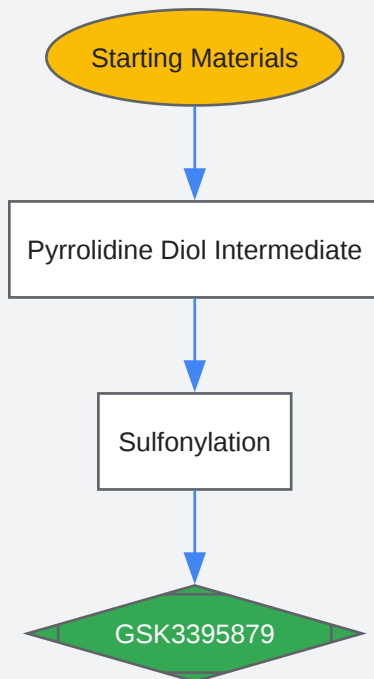 Starting Materials
Pyrrolidine Diol Intermediate
Sulfonylation
GSK3395879